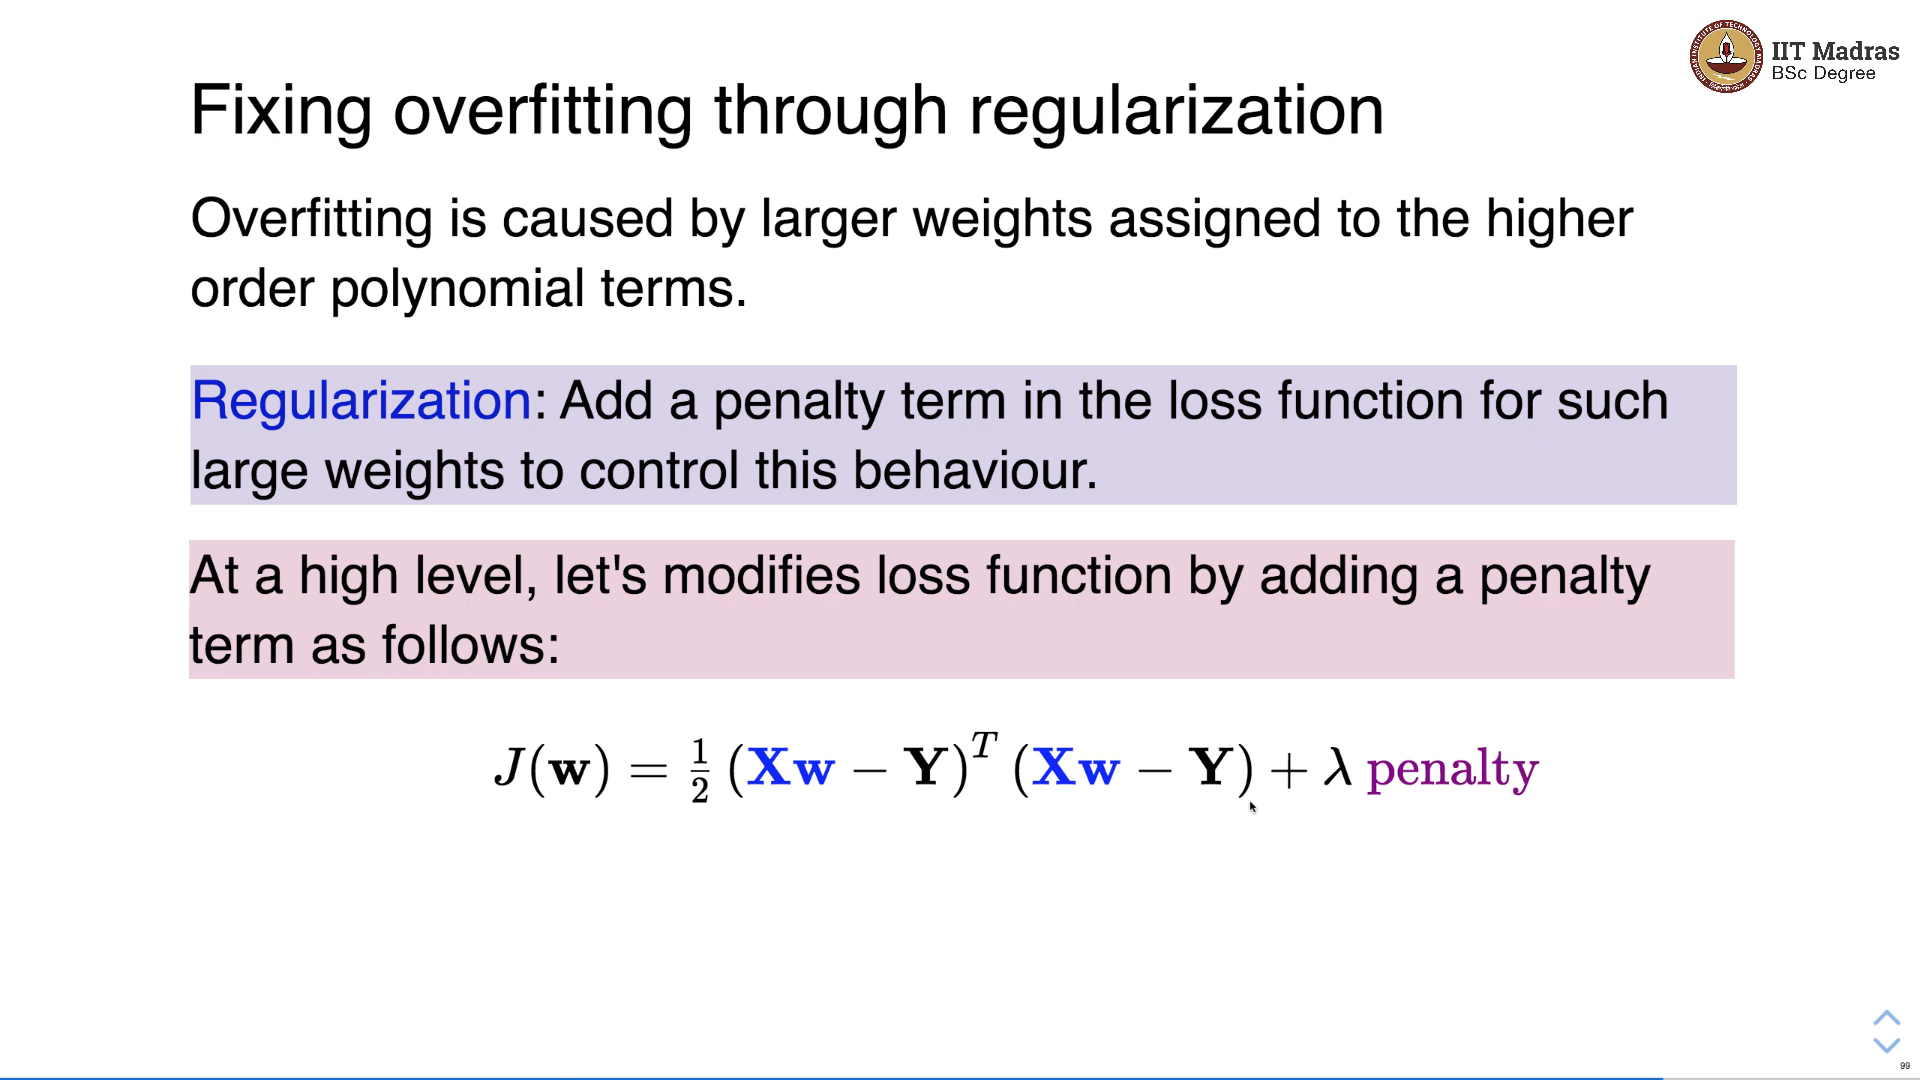 IIT Madras
BSc Degree
Fixing overfitting through regularization
Overfitting is caused by larger weights assigned to the higher
order polynomial terms.
Regularization: Add a penalty term in the loss function for such
large weights to control this behaviour.
At a high level, let's modifies loss function by adding a penalty
term as follows:
J(w) = ½ (Xw − Y)ᵀ (Xw − Y) + λ penalty
99